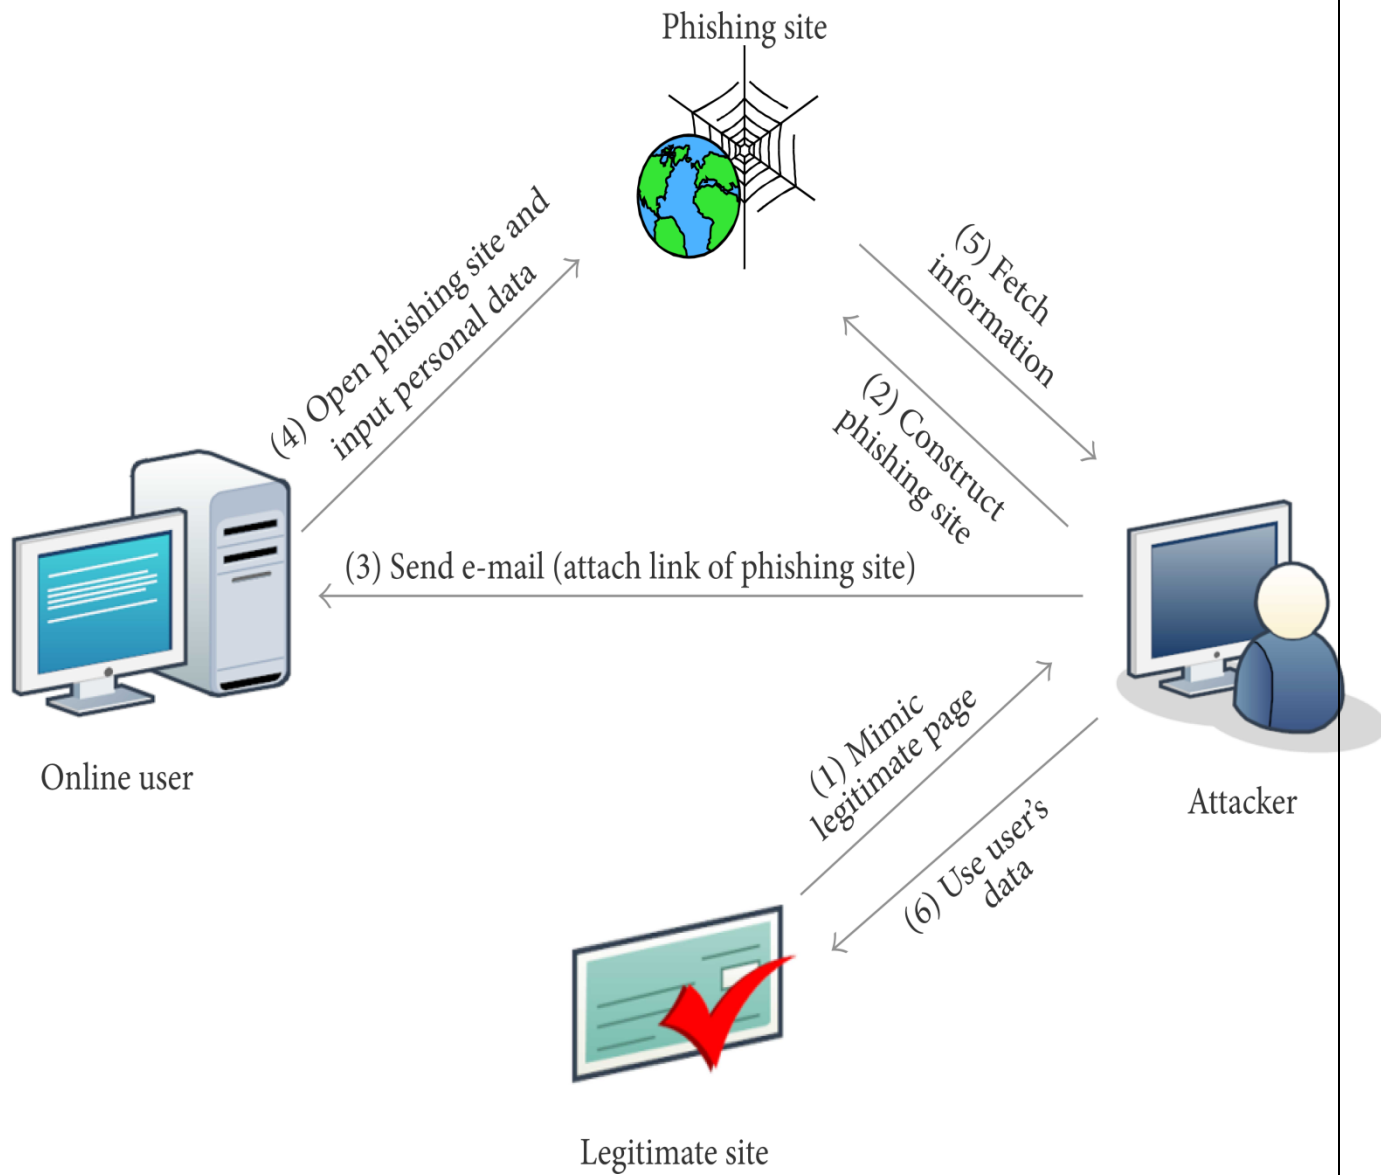 Phishing site
(4) Open phishing site and
input personal data
(5) Fetch
information
(2) Construct
phishing site
(3) Send e-mail (attach link of phishing site)
Online user
(1) Mimic
legitimate page
Attacker
(6) Use user’s
data
Legitimate site